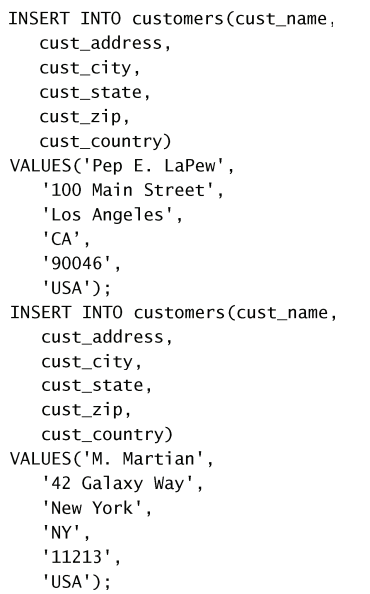 INSERT INTO customers(cust_name,
cust_address,
cust_city,
cust_state,
cust_zip,
cust_country)
VALUES('Pep E. LaPew',
'100 Main Street',
'Los Angeles',
'CA’,
'90046',
'USA');
INSERT INTO customers(cust_name,
cust_address,
cust_city,
cust_state,
cust_zip,
cust_country)
VALUES('M. Martian',
'42 Galaxy Way',
'New York',
'NY',
'11213',
'USA');